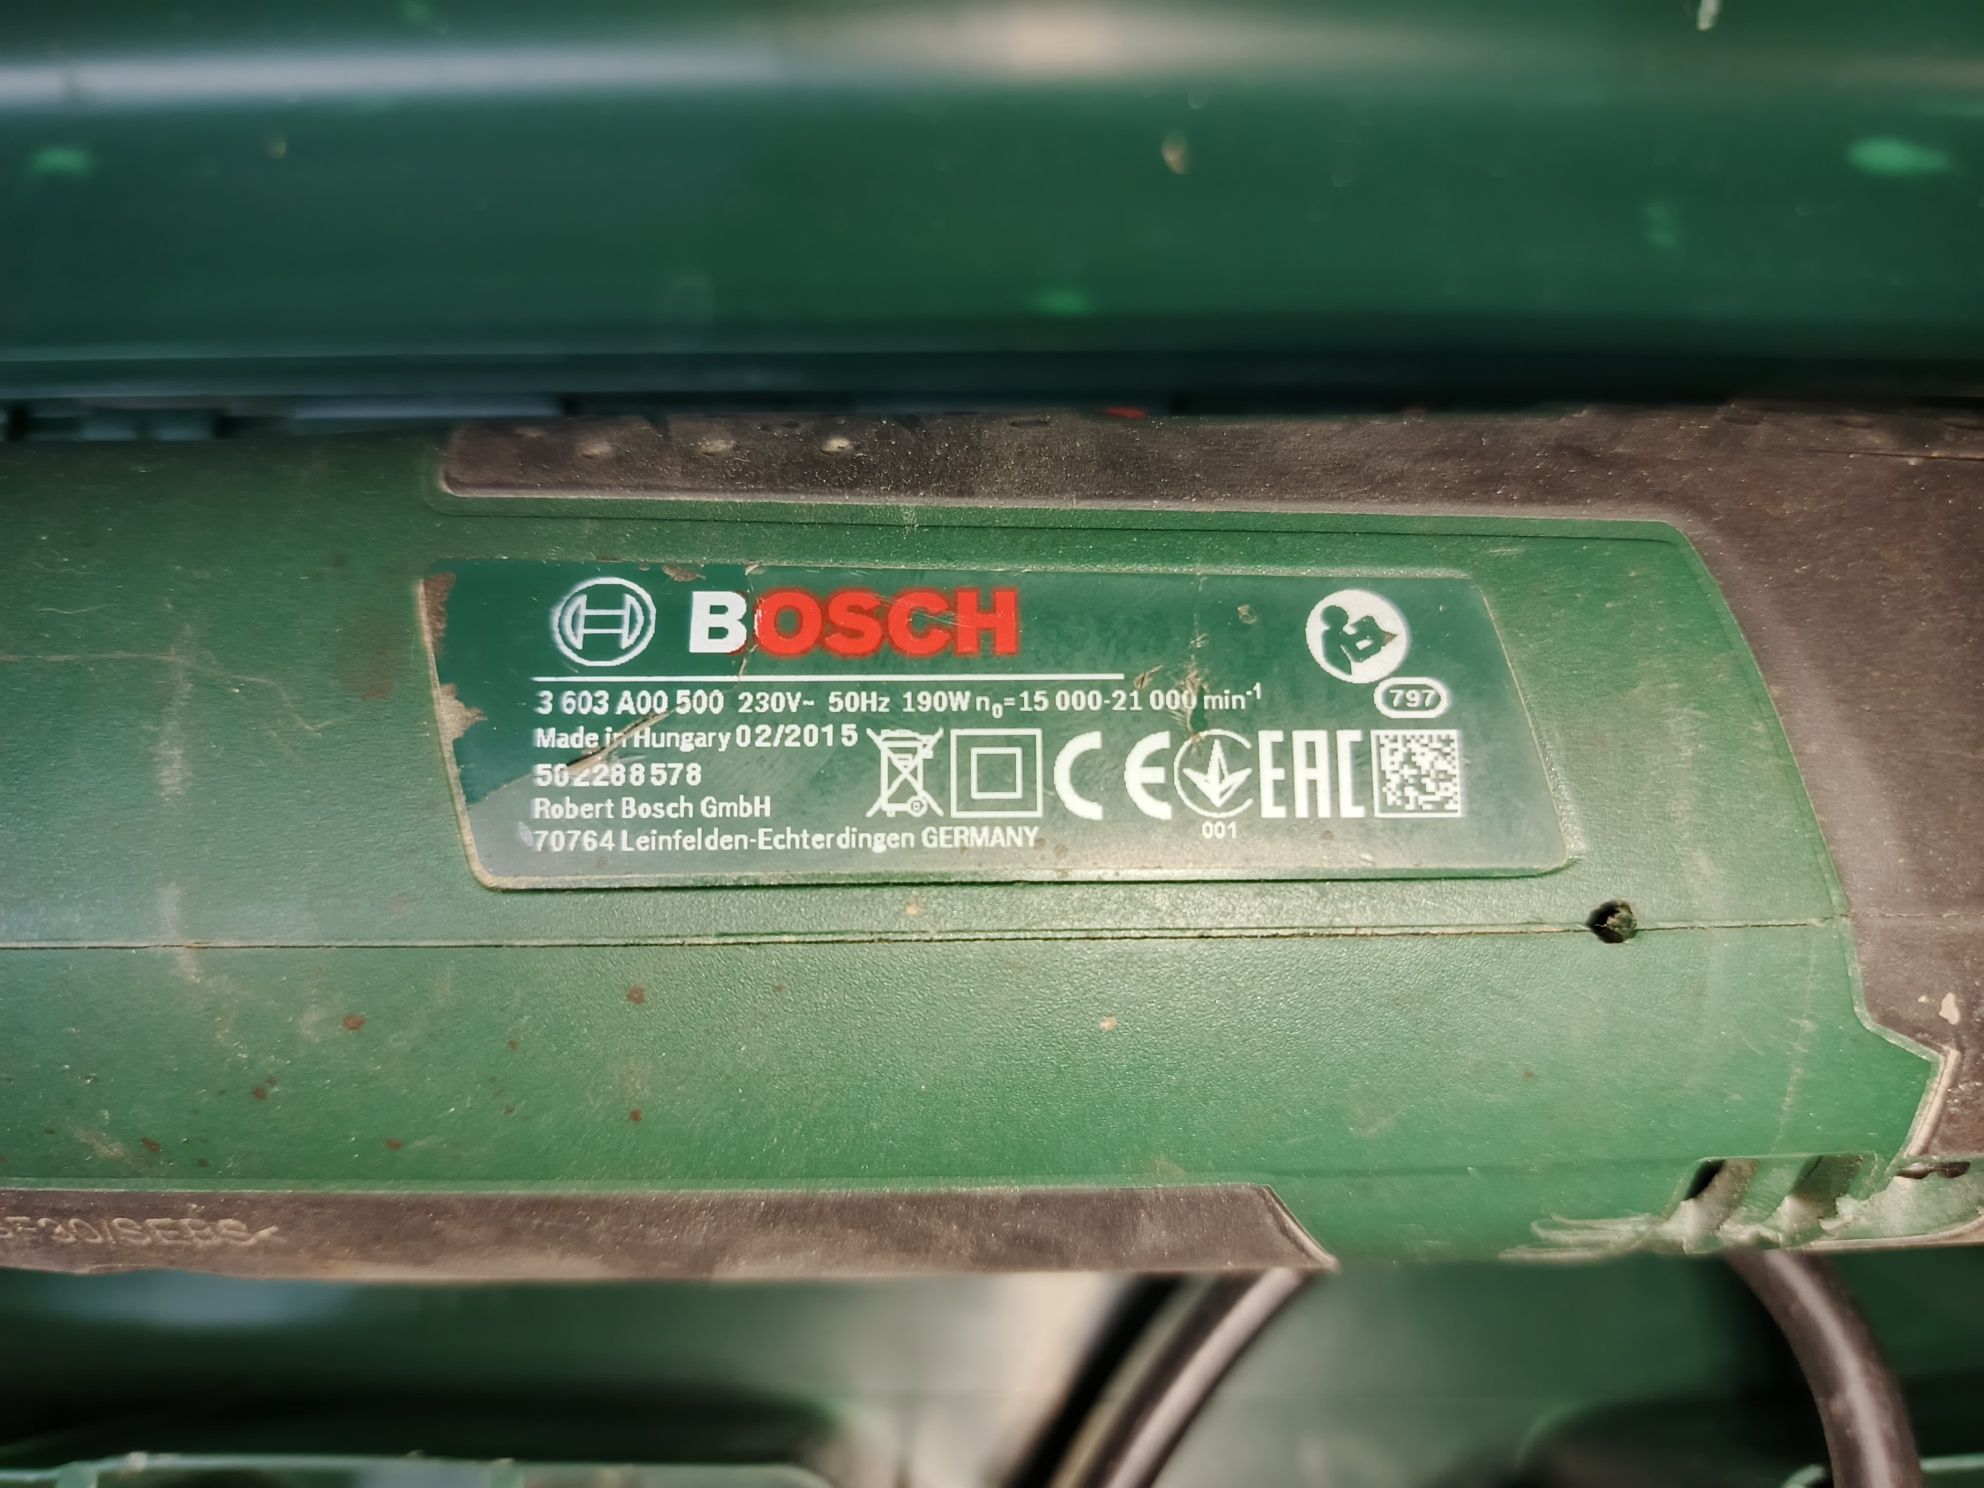 BOSCH
3 603 A00 500 230V~ 50Hz 190W n0=15 000-21 000 min-1
797
Made in Hungary 02/2015
502288578
CE EAC
001
Robert Bosch GmbH
70764 Leinfelden-Echterdingen GERMANY